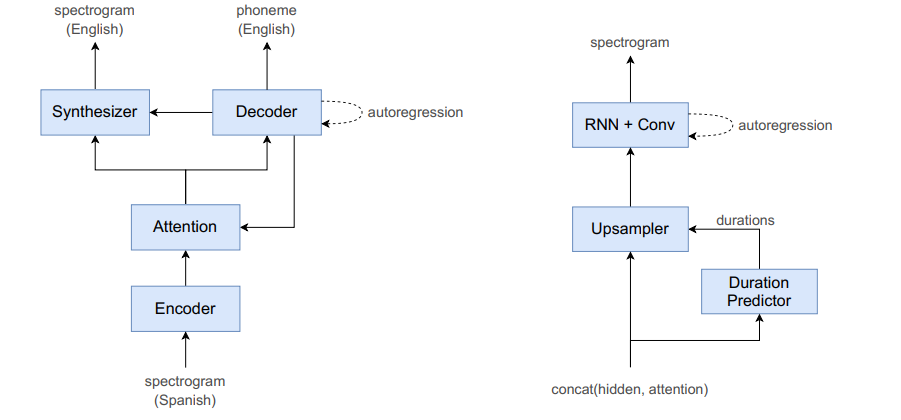 spectrogram
(English)
phoneme
(English)
Synthesizer
Decoder
autoregression
Attention
Encoder
spectrogram
(Spanish)
spectrogram
RNN + Conv
autoregression
Upsampler
durations
Duration
Predictor
concat(hidden, attention)